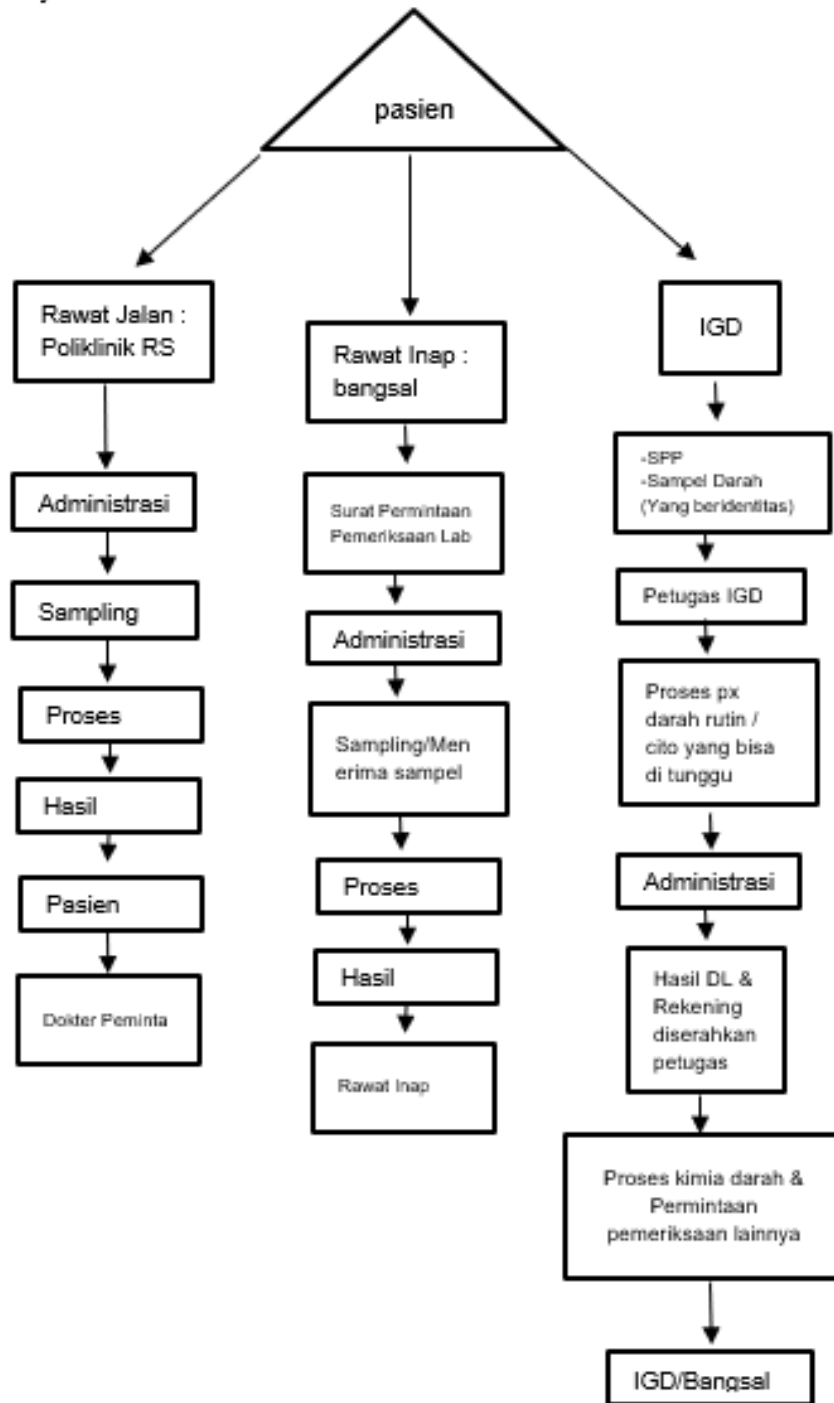 pasien
Rawat Jalan :
Poliklinik RS
Administrasi
Sampling
Proses
Hasil
Pasien
Dokter Peminta
Rawat Inap :
bangsal
Surat Permintaan
Pemeriksaan Lab
Administrasi
Sampling/Men
erima sampel
Proses
Hasil
Rawat Inap
IGD
-SPP
-Sampel Darah
(Yang beridentitas)
Petugas IGD
Proses px
darah rutin /
cito yang bisa
di tunggu
Administrasi
Hasil DL &
Rekening
diserahkan
petugas
Proses kimia darah &
Permintaan
pemeriksaan lainnya
IGD/Bangsal